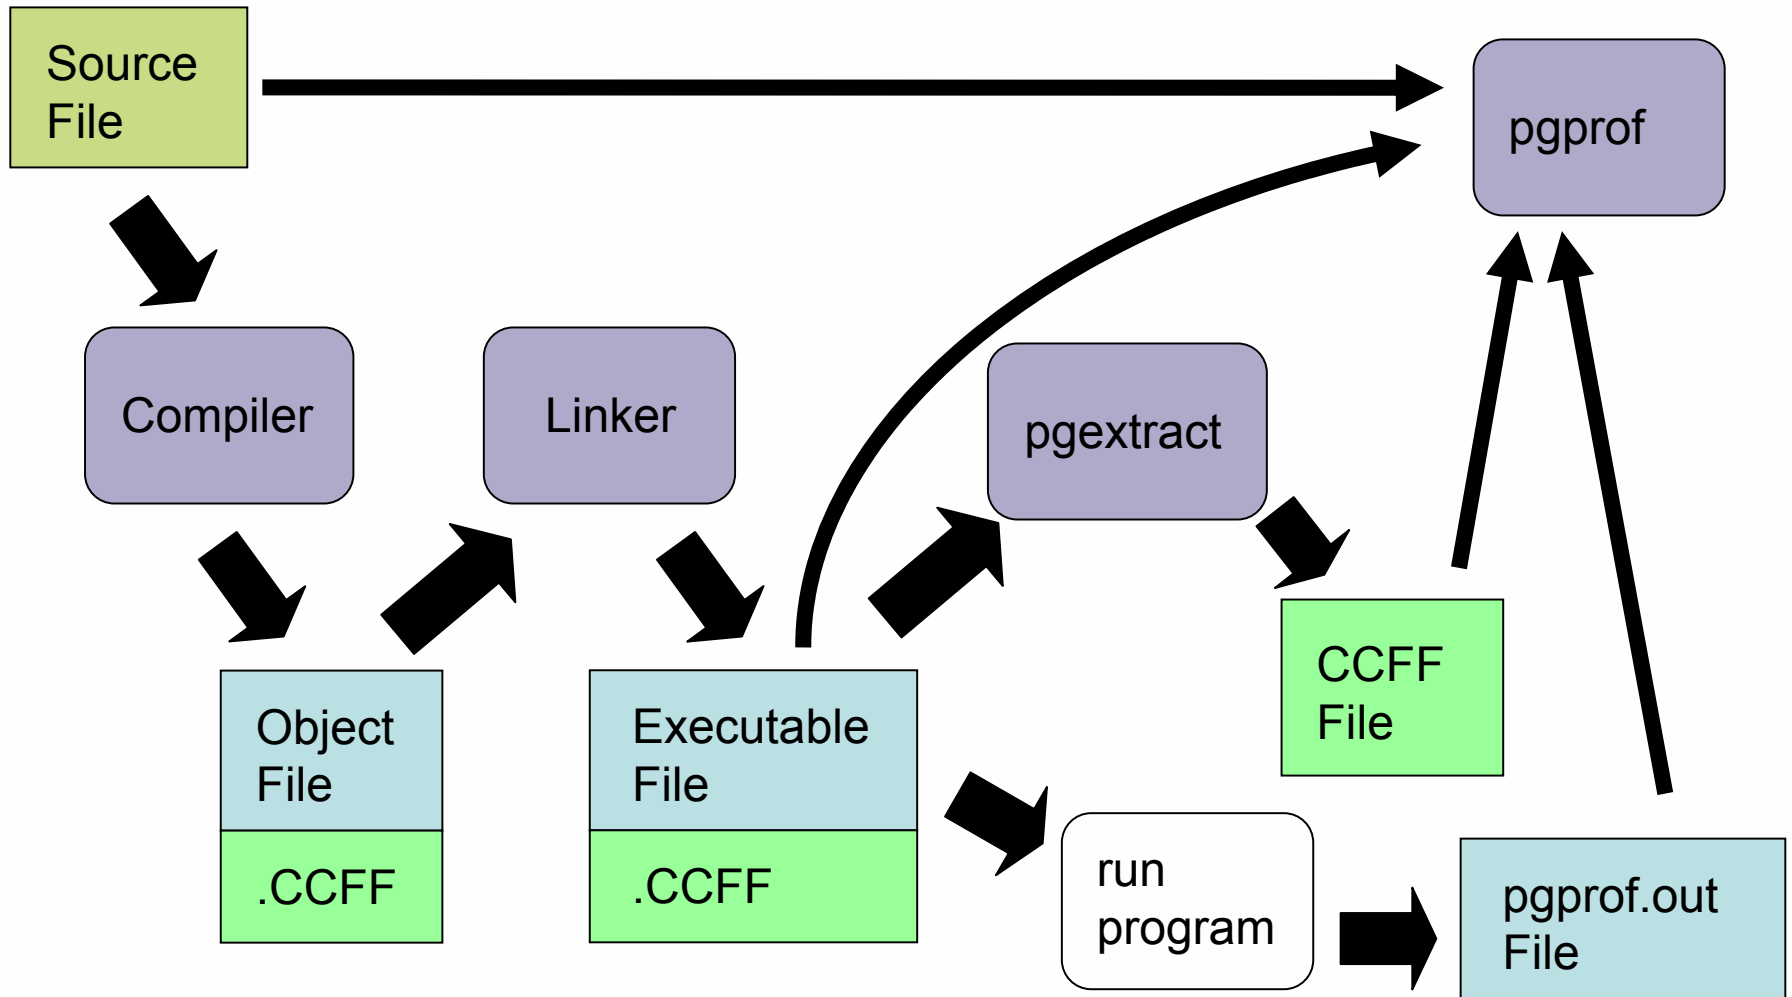 Source
File
pgprof
Compiler
Linker
pgextract
Object
File
.CCFF
Executable
File
.CCFF
CCFF
File
run
program
pgprof.out
File